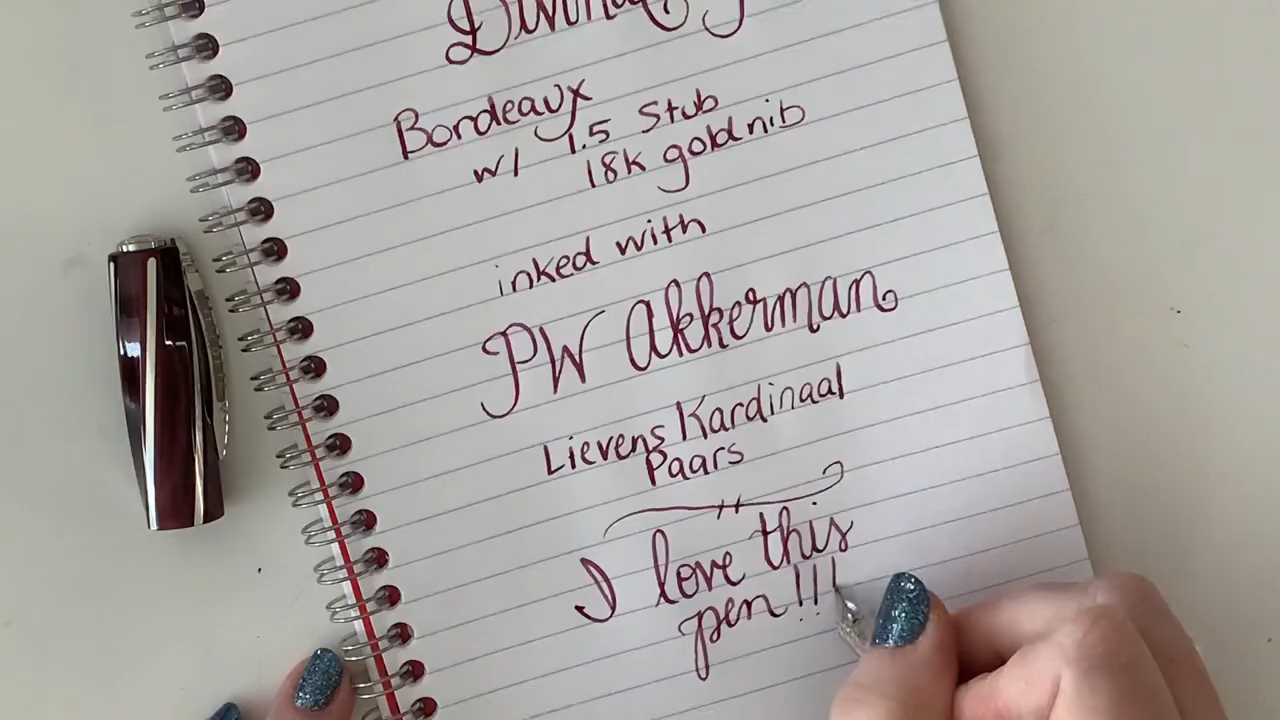 Bordeaux
w/ 1.5 Stub
18K gold nib
inked with
PW Akkerman
Lievens Kardinaal
Paars
I love this
pen!!!